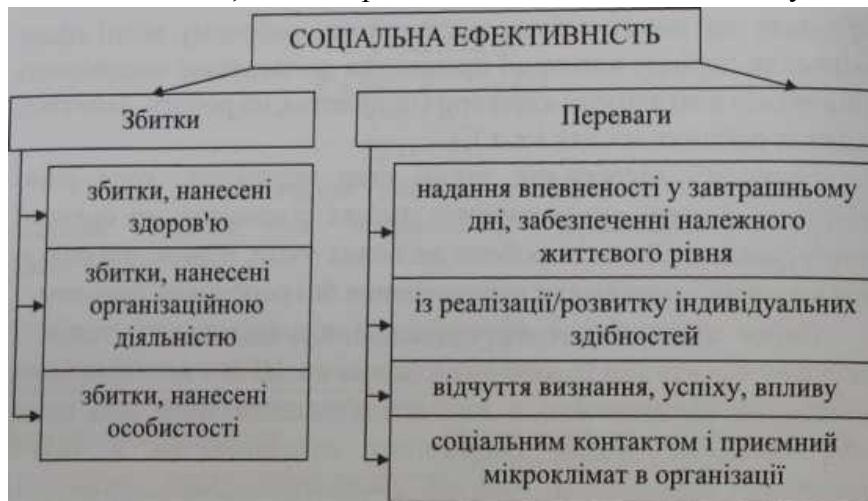 СОЦІАЛЬНА ЕФЕКТИВНІСТЬ
Збитки
Переваги
збитки, нанесені
здоров'ю
збитки, нанесені
організаційною
діяльністю
збитки, нанесені
особистості
надання впевненості у завтрашньому
дні, забезпеченні належного
життєвого рівня
із реалізації/розвитку індивідуальних
здібностей
відчуття визнання, успіху, впливу
соціальним контактом і приємний
мікроклімат в організації